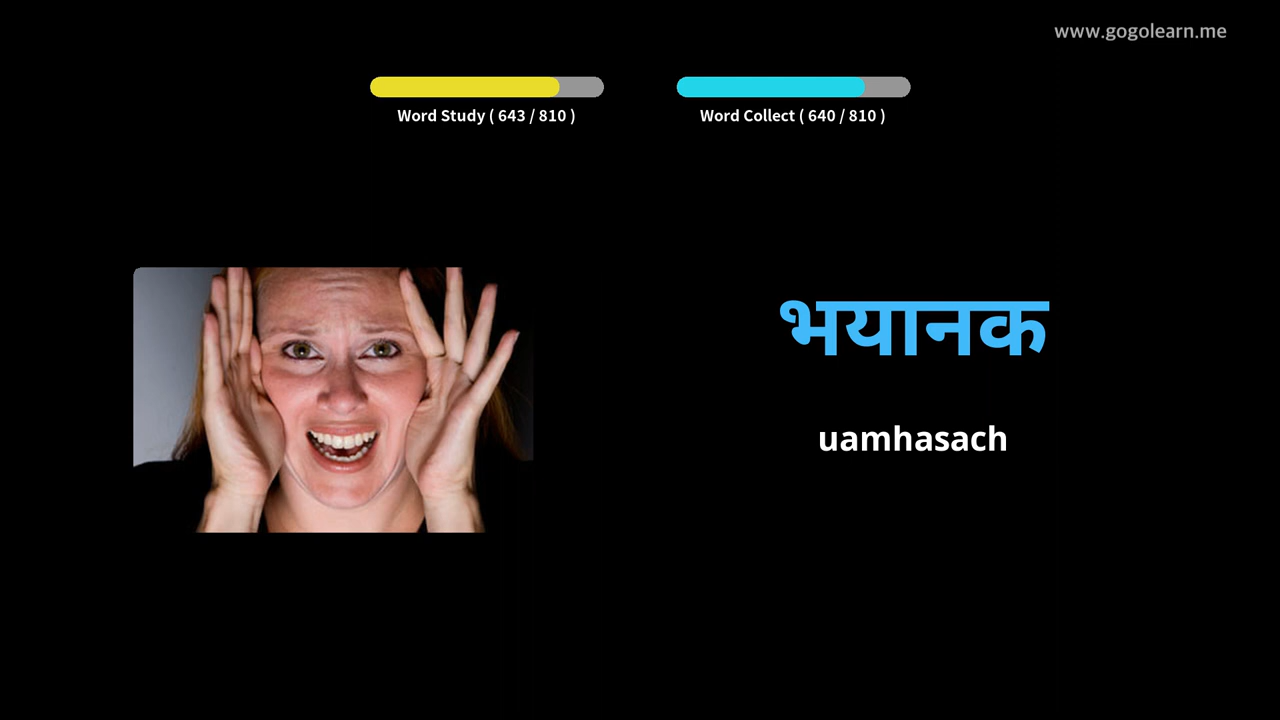 www.gogolearn.me
Word Study ( 643 / 810 )
Word Collect ( 640 / 810 )
भयानक
uamhasach